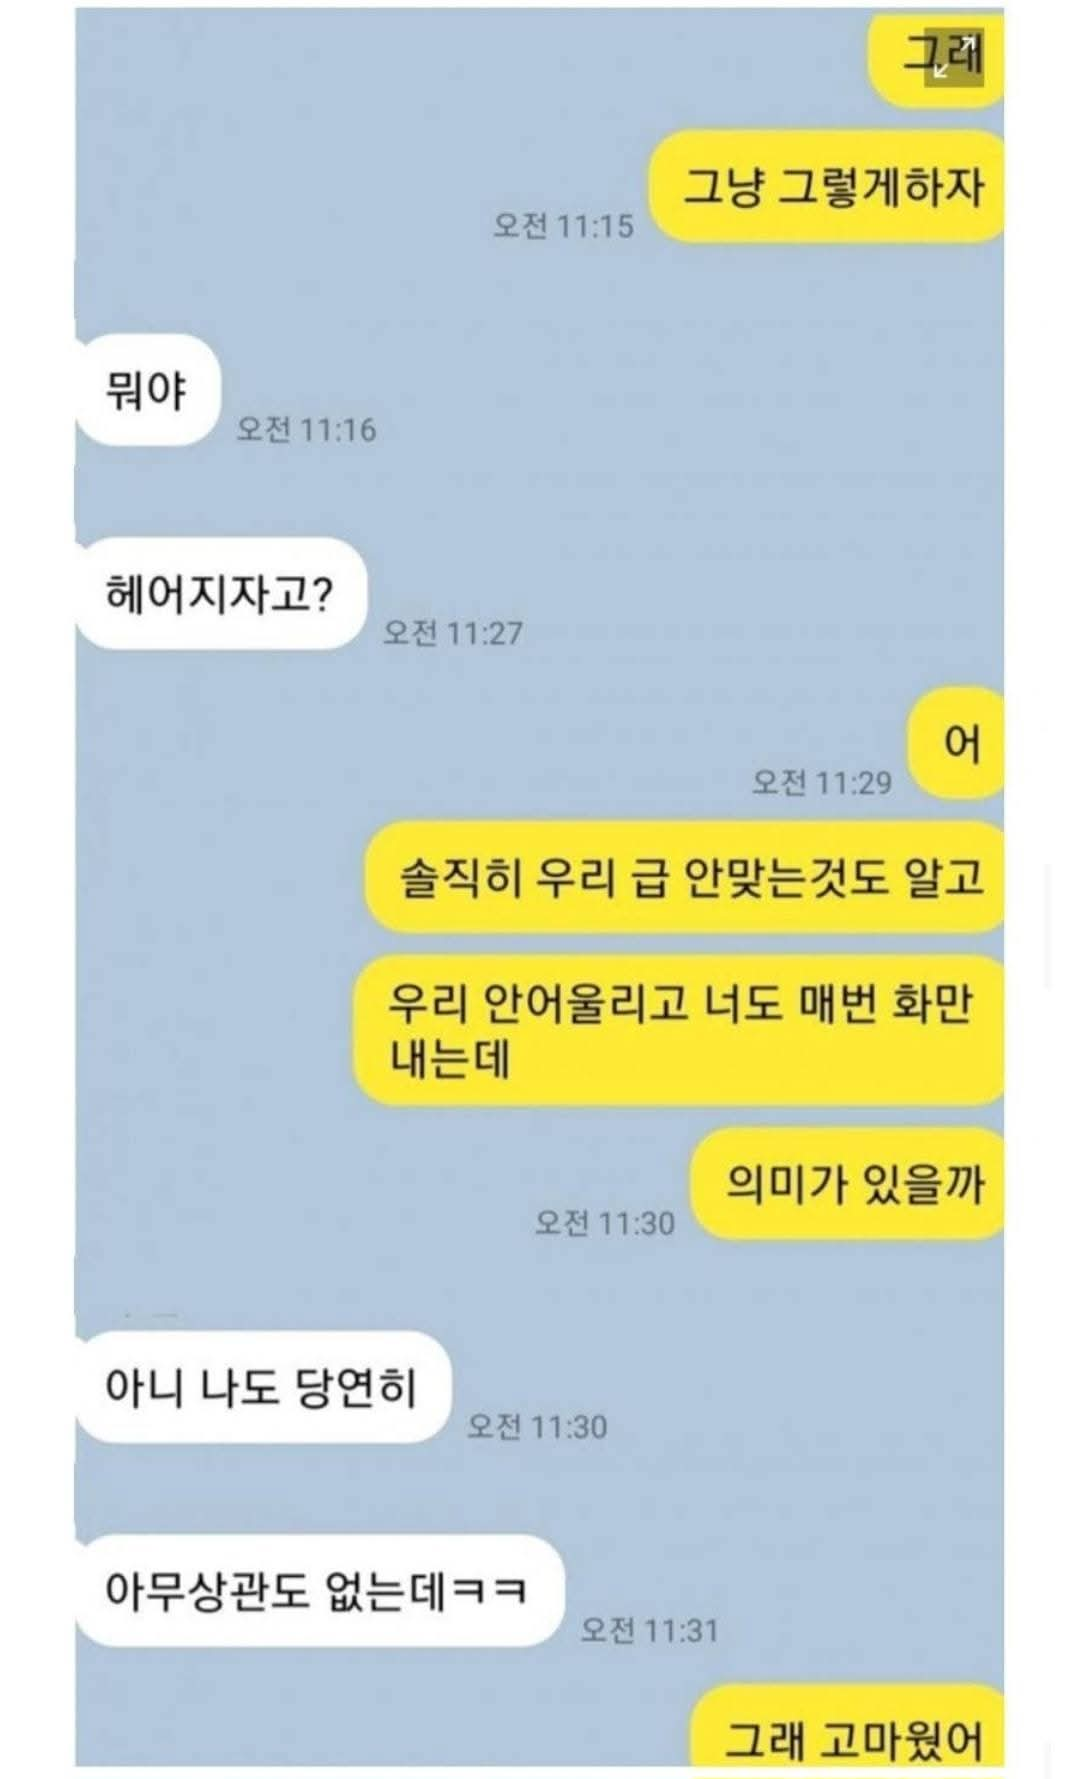 그래
그냥 그렇게하자
오전 11:15
뭐야
오전 11:16
헤어지자고?
오전 11:27
어
오전 11:29
솔직히 우리 급 안맞는것도 알고
우리 안어울리고 너도 매번 화만
내는데
의미가 있을까
오전 11:30
아니 나도 당연히
오전 11:30
아무상관도 없는데ㅋㅋ
오전 11:31
그래 고마웠어